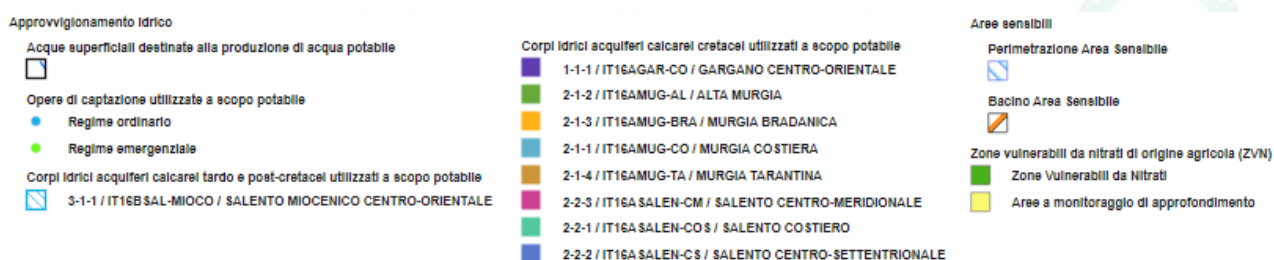 Approvvigionamento idrico
Acque superficiali destinate alla produzione di acqua potabile
Opere di captazione utilizzate a scopo potabile
Regime ordinario
Regime emergenziale
Corpi idrici acquiferi calcarei tardo e post-cretacei utilizzati a scopo potabile
3-1-1 / IT16BSAL-MIOCO / SALENTO MIOCENICO CENTRO-ORIENTALE
Corpi idrici acquiferi calcarei cretacei utilizzati a scopo potabile
1-1-1 / IT16AGAR-CO / GARGANO CENTRO-ORIENTALE
2-1-2 / IT16AMUG-AL / ALTA MURGIA
2-1-3 / IT16AMUG-BRA / MURGIA BRADANICA
2-1-1 / IT16AMUG-CO / MURGIA COSTIERA
2-1-4 / IT16AMUG-TA / MURGIA TARANTINA
2-2-3 / IT16ASALEN-CM / SALENTO CENTRO-MERIDIONALE
2-2-1 / IT16ASALEN-COS / SALENTO COSTIERO
2-2-2 / IT16ASALEN-CS / SALENTO CENTRO-SETTENTRIONALE
Aree sensibili
Perimetrazione Area Sensibile
Bacino Area Sensibile
Zone vulnerabili da nitrati di origine agricola (ZVN)
Zone Vulnerabili da Nitrati
Aree a monitoraggio di approfondimento